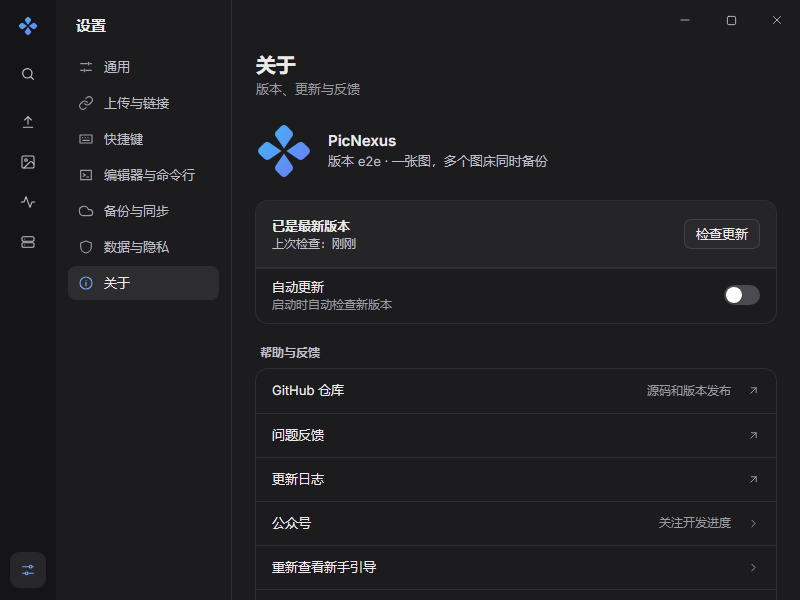 设置
通用
上传与链接
快捷键
编辑器与命令行
备份与同步
数据与隐私
关于
关于
版本、更新与反馈
PicNexus
版本 e2e · 一张图，多个图床同时备份
已是最新版本
上次检查：刚刚
检查更新
自动更新
启动时自动检查新版本
帮助与反馈
GitHub 仓库
源码和版本发布
问题反馈
更新日志
公众号
关注开发进度
重新查看新手引导